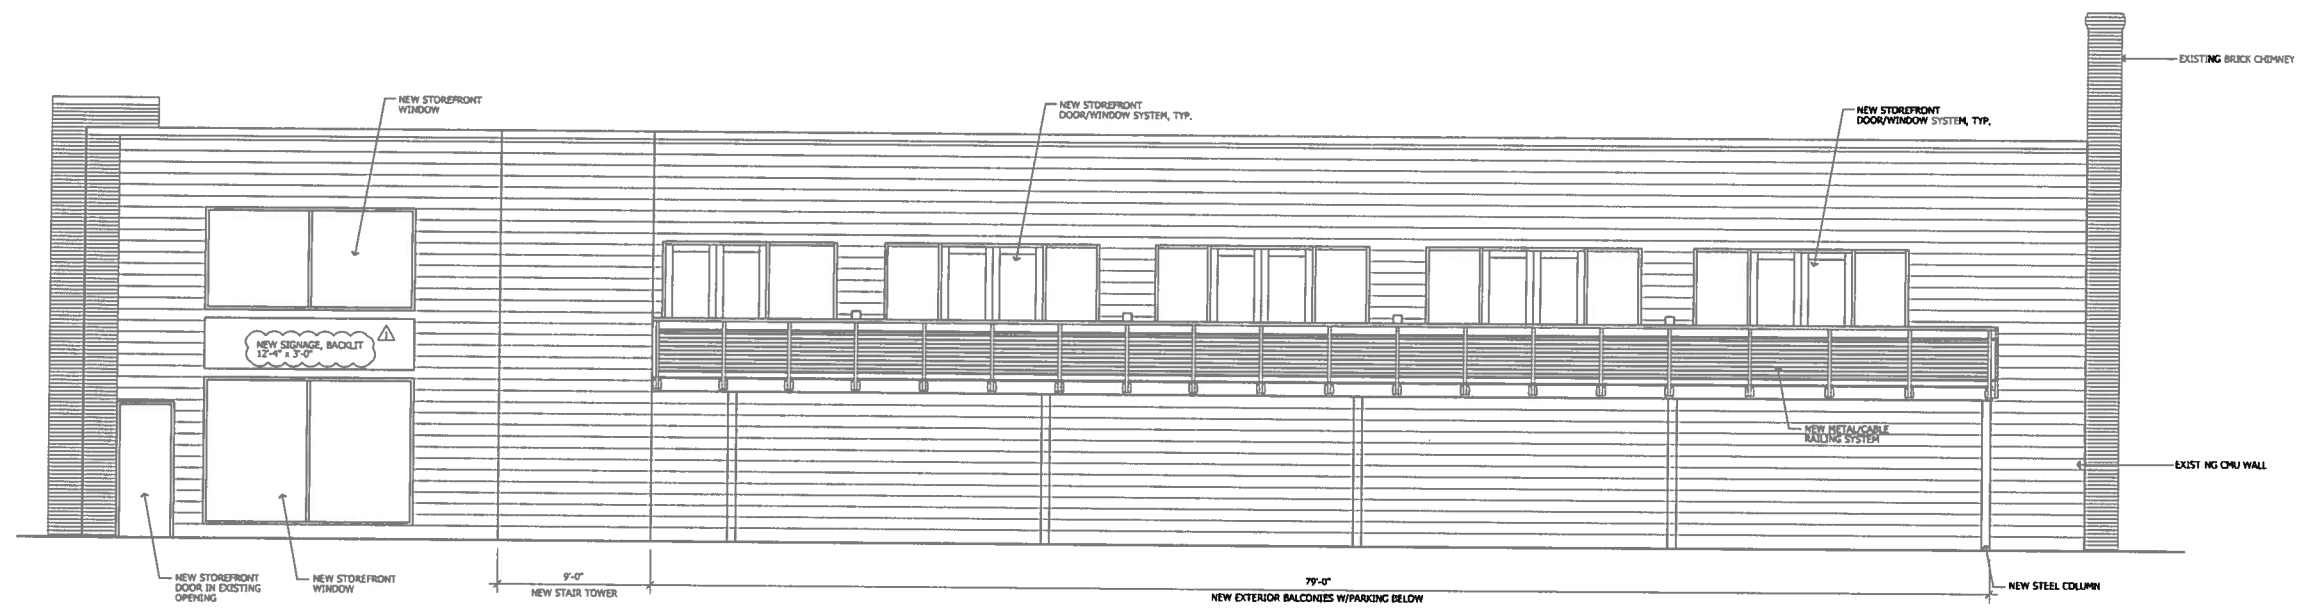 EXISTING BRICK CHIMNEY
NEW STOREFRONT
WINDOW
NEW STOREFRONT
DOOR/WINDOW SYSTEM, TYP.
NEW STOREFRONT
DOOR/WINDOW SYSTEM, TYP.
NEW SIGNAGE, BACKLIT
12'-4" x 3'-0"
1
NEW METAL/CABLE
RAILING SYSTEM
EXIST NG CMU WALL
NEW STOREFRONT
DOOR IN EXISTING
OPENING
NEW STOREFRONT
WINDOW
9'-0"
NEW STAIR TOWER
79'-0"
NEW EXTERIOR BALCONIES W/PARKING BELOW
NEW STEEL COLUMN